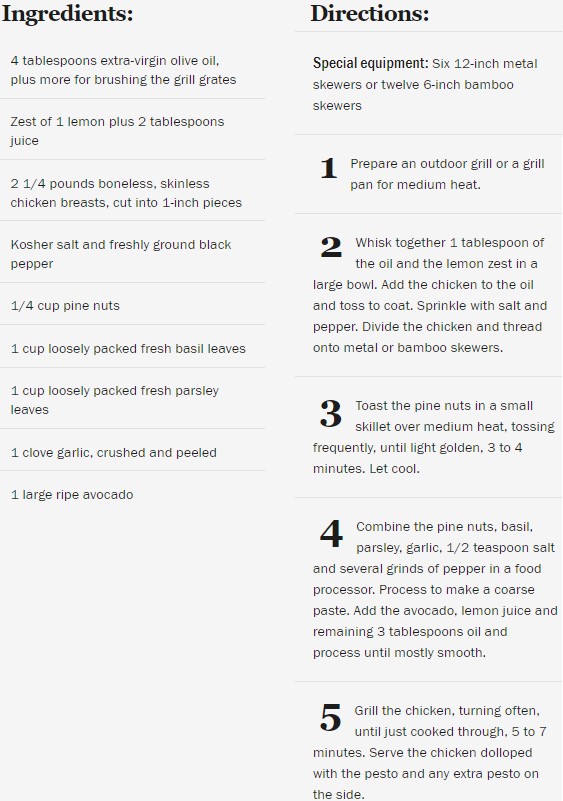 Ingredients:
4 tablespoons extra-virgin olive oil,
plus more for brushing the grill grates
Zest of 1 lemon plus 2 tablespoons
juice
2 1/4 pounds boneless, skinless
chicken breasts, cut into 1-inch pieces
Kosher salt and freshly ground black
pepper
1/4 cup pine nuts
1 cup loosely packed fresh basil leaves
1 cup loosely packed fresh parsley
leaves
1 clove garlic, crushed and peeled
1 large ripe avocado
Directions:
Special equipment: Six 12-inch metal
skewers or twelve 6-inch bamboo
skewers
1 Prepare an outdoor grill or a grill
pan for medium heat.
2 Whisk together 1 tablespoon of
the oil and the lemon zest in a
large bowl. Add the chicken to the oil
and toss to coat. Sprinkle with salt and
pepper. Divide the chicken and thread
onto metal or bamboo skewers.
3 Toast the pine nuts in a small
skillet over medium heat, tossing
frequently, until light golden, 3 to 4
minutes. Let cool.
4 Combine the pine nuts, basil,
parsley, garlic, 1/2 teaspoon salt
and several grinds of pepper in a food
processor. Process to make a coarse
paste. Add the avocado, lemon juice and
remaining 3 tablespoons oil and
process until mostly smooth.
5 Grill the chicken, turning often,
until just cooked through, 5 to 7
minutes. Serve the chicken dolloped
with the pesto and any extra pesto on
the side.